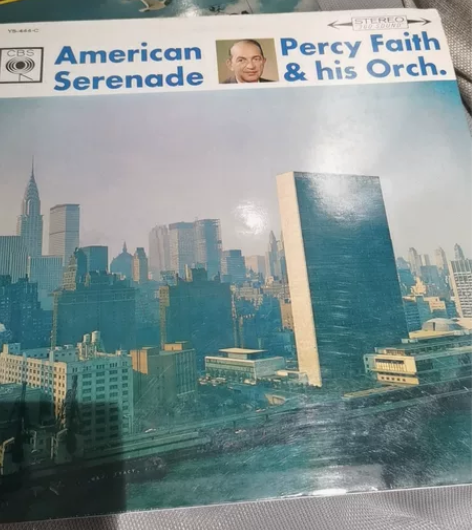 STEREO
CBS
American
Serenade
Percy Faith
& his Orch.